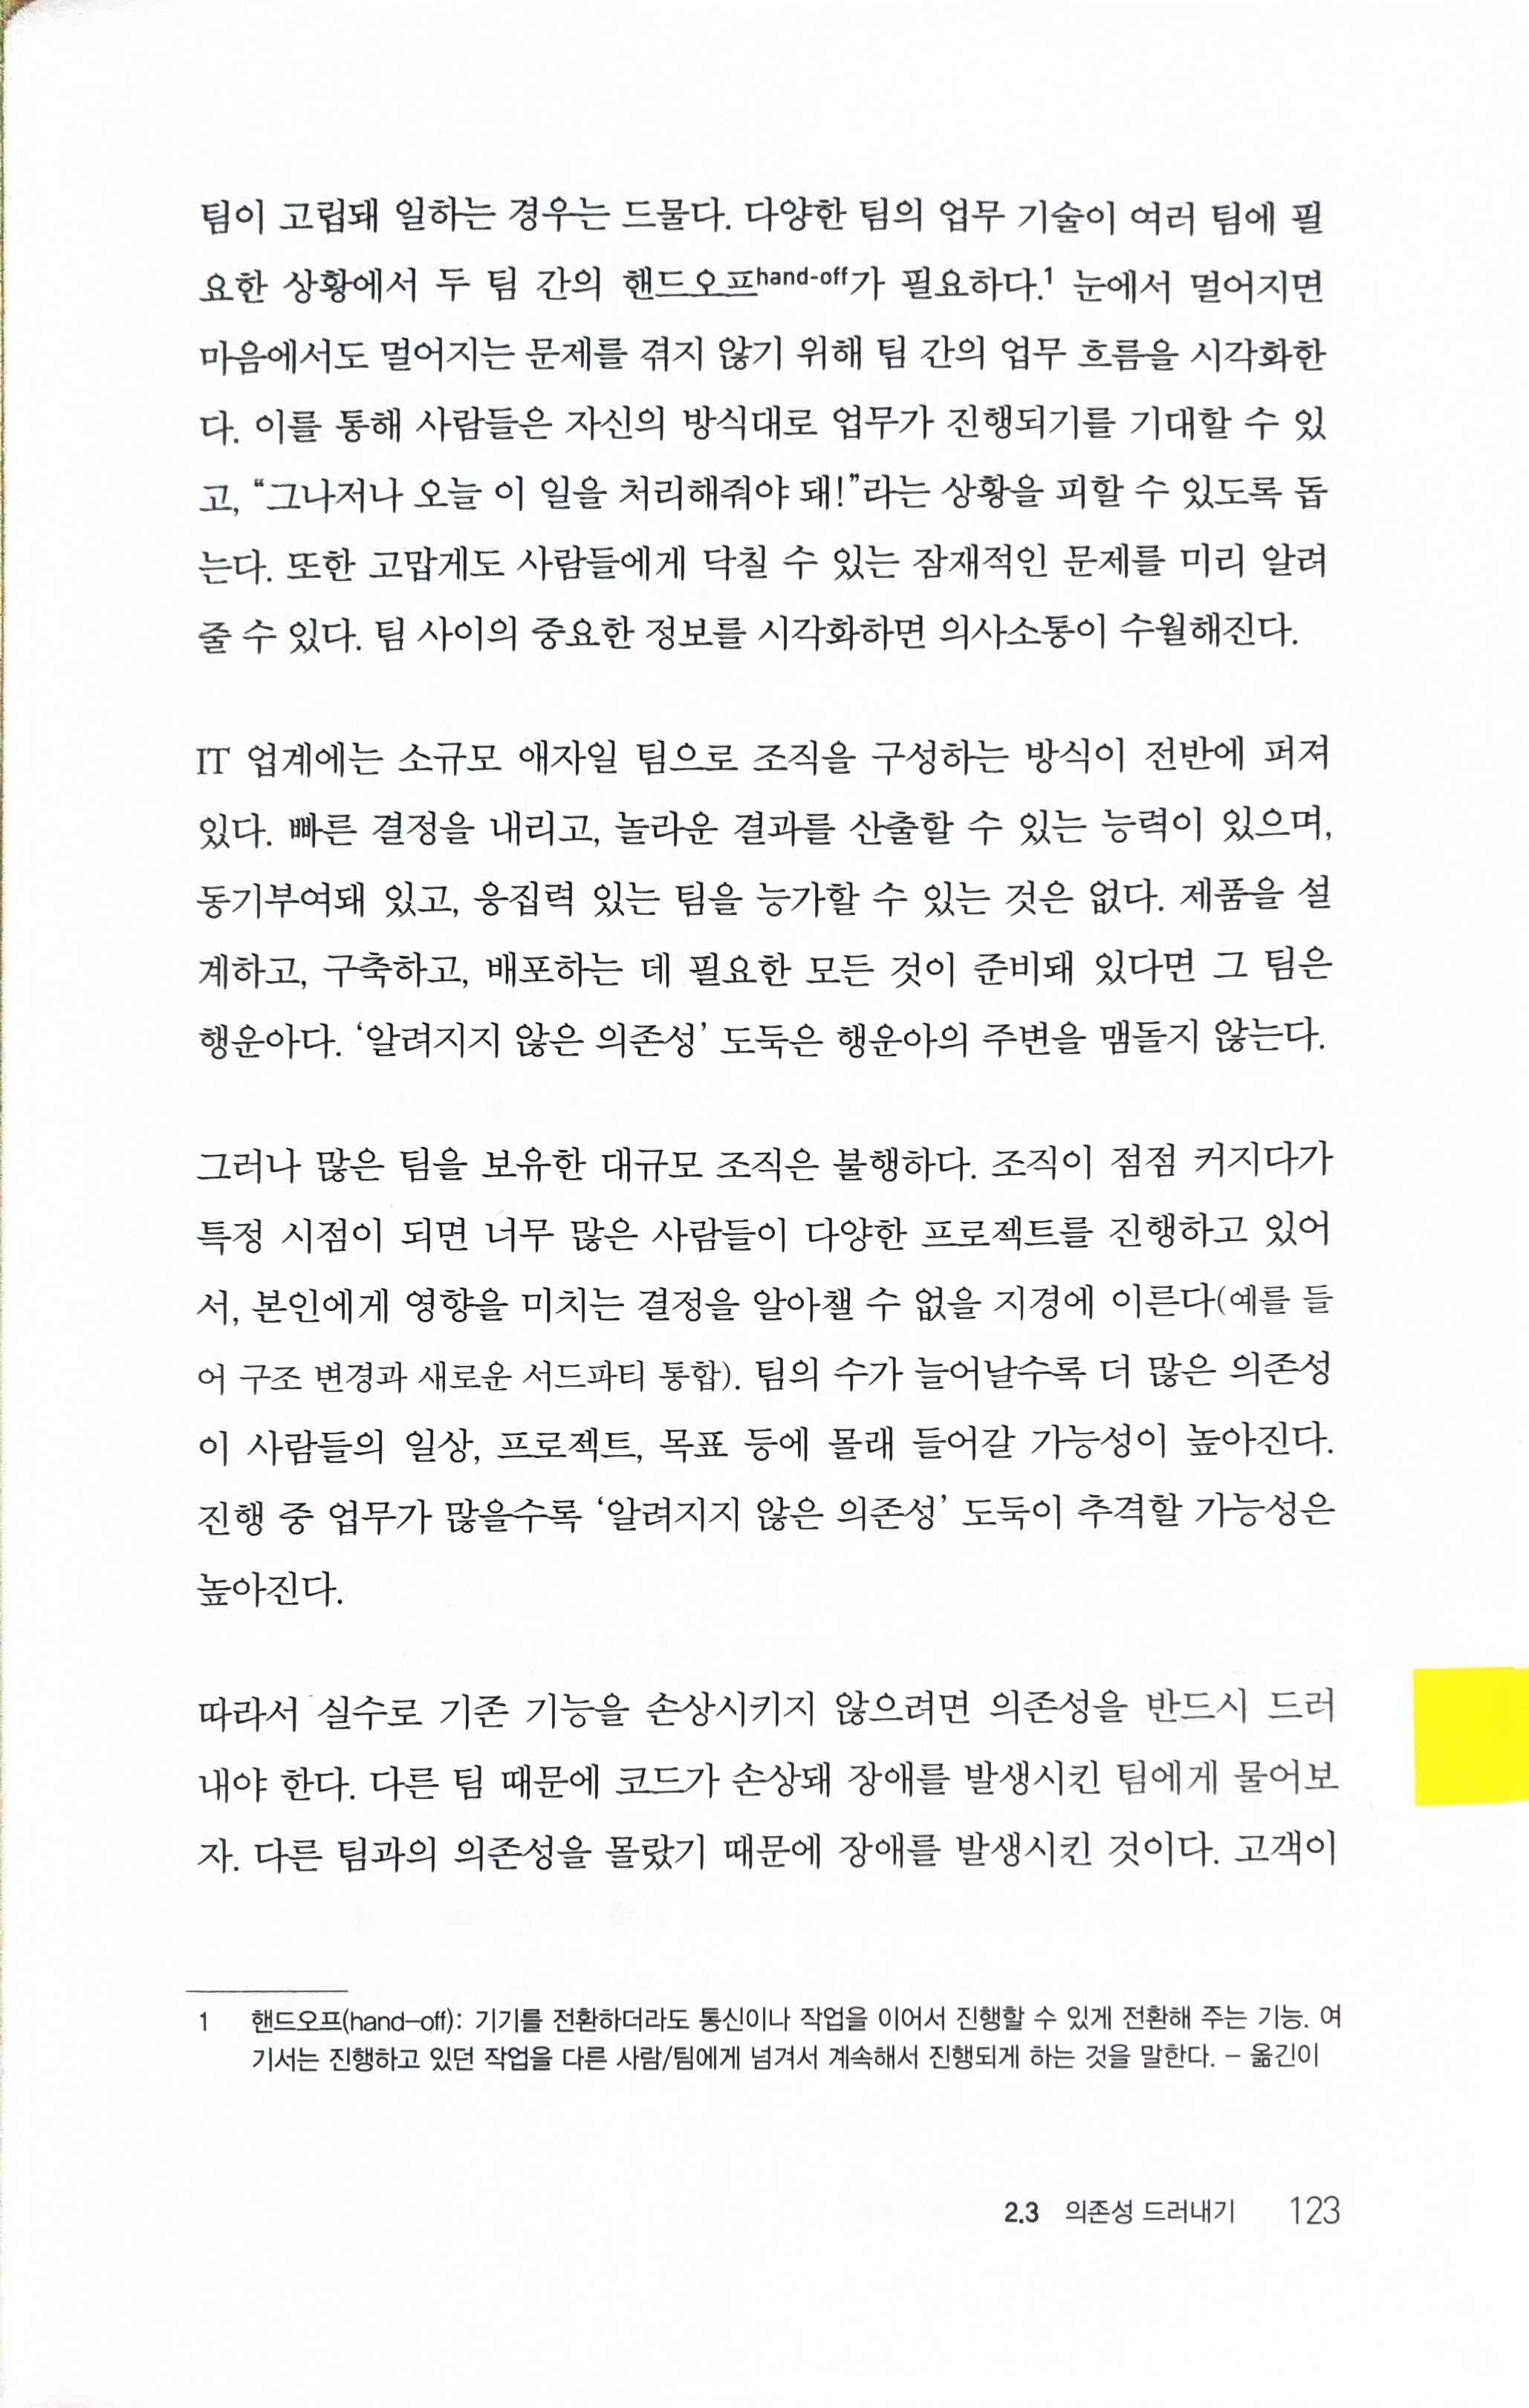 팀이 고립돼 일하는 경우는 드물다. 다양한 팀의 업무 기술이 여러 팀에 필
요한 상황에서 두 팀 간의 핸드오프hand-off가 필요하다.1 눈에서 멀어지면
마음에서도 멀어지는 문제를 겪지 않기 위해 팀 간의 업무 흐름을 시각화한
다. 이를 통해 사람들은 자신의 방식대로 업무가 진행되기를 기대할 수 있
고, “그나저나 오늘 이 일을 처리해줘야 돼!”라는 상황을 피할 수 있도록 돕
는다. 또한 고맙게도 사람들에게 닥칠 수 있는 잠재적인 문제를 미리 알려
줄 수 있다. 팀 사이의 중요한 정보를 시각화하면 의사소통이 수월해진다.
IT 업계에는 소규모 애자일 팀으로 조직을 구성하는 방식이 전반에 퍼져
있다. 빠른 결정을 내리고, 놀라운 결과를 산출할 수 있는 능력이 있으며,
동기부여돼 있고, 응집력 있는 팀을 능가할 수 있는 것은 없다. 제품을 설
계하고, 구축하고, 배포하는 데 필요한 모든 것이 준비돼 있다면 그 팀은
행운아다. ‘알려지지 않은 의존성’ 도둑은 행운아의 주변을 맴돌지 않는다.
그러나 많은 팀을 보유한 대규모 조직은 불행하다. 조직이 점점 커지다가
특정 시점이 되면 너무 많은 사람들이 다양한 프로젝트를 진행하고 있어
서, 본인에게 영향을 미치는 결정을 알아챌 수 없을 지경에 이른다(예를 들
어 구조 변경과 새로운 서드파티 통합). 팀의 수가 늘어날수록 더 많은 의존성
이 사람들의 일상, 프로젝트, 목표 등에 몰래 들어갈 가능성이 높아진다.
진행 중 업무가 많을수록 ‘알려지지 않은 의존성’ 도둑이 추격할 가능성은
높아진다.
따라서 실수로 기존 기능을 손상시키지 않으려면 의존성을 반드시 드러
내야 한다. 다른 팀 때문에 코드가 손상돼 장애를 발생시킨 팀에게 물어보
자. 다른 팀과의 의존성을 몰랐기 때문에 장애를 발생시킨 것이다. 고객이
1 핸드오프(hand-off): 기기를 전환하더라도 통신이나 작업을 이어서 진행할 수 있게 전환해 주는 기능. 여
기서는 진행하고 있던 작업을 다른 사람/팀에게 넘겨서 계속해서 진행되게 하는 것을 말한다. – 옮긴이
2.3 의존성 드러내기 123